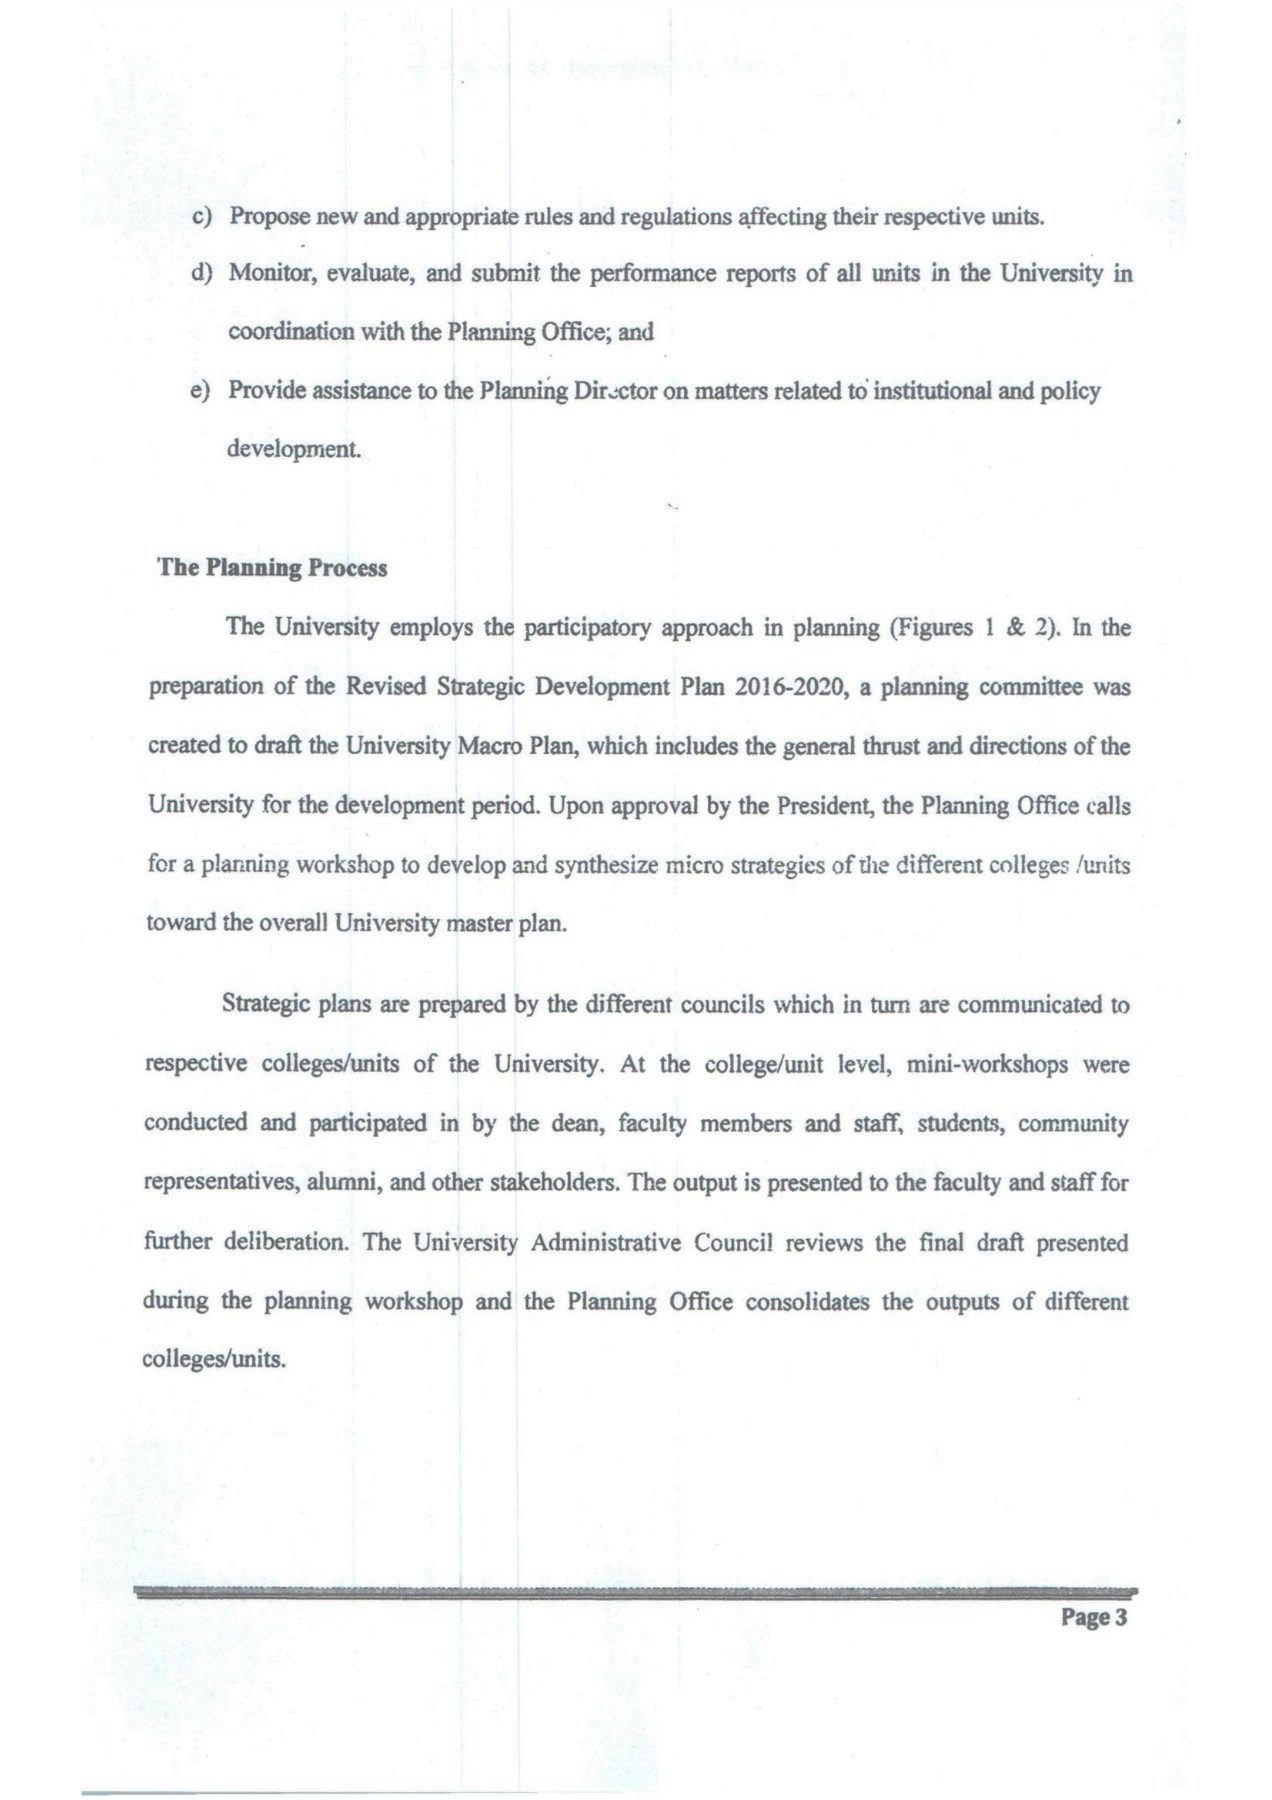 c) Propose new and appropriate rules and regulations affecting their respective units.
d) Monitor, evaluate, and submit the performance reports of all units in the University in
coordination with the Planning Office; and
e) Provide assistance to the Planning Director on matters related to institutional and policy
development.
The Planning Process
The University employs the participatory approach in planning (Figures 1 & 2). In the
preparation of the Revised Strategic Development Plan 2016-2020, a planning committee was
created to draft the University Macro Plan, which includes the general thrust and directions of the
University for the development period. Upon approval by the President, the Planning Office calls
for a planning workshop to develop and synthesize micro strategies of the different colleges /units
toward the overall University master plan.
Strategic plans are prepared by the different councils which in turn are communicated to
respective colleges/units of the University. At the college/unit level, mini-workshops were
conducted and participated in by the dean, faculty members and staff, students, community
representatives, alumni, and other stakeholders. The output is presented to the faculty and staff for
further deliberation. The University Administrative Council reviews the final draft presented
during the planning workshop and the Planning Office consolidates the outputs of different
colleges/units.
Page 3